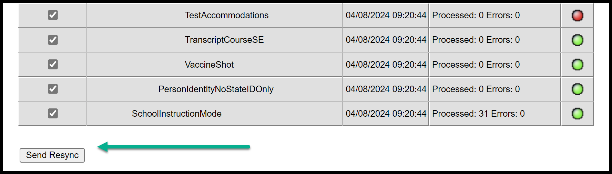 TestAccommodations 04/08/2024 09:20:44 Processed: 0 Errors: 0
TranscriptCourseSE 04/08/2024 09:20:44 Processed: 0 Errors: 0
VaccineShot 04/08/2024 09:20:44 Processed: 0 Errors: 0
PersonIdentityNoStateIDOnly 04/08/2024 09:20:44 Processed: 0 Errors: 0
SchoolInstructionMode 04/08/2024 09:20:44 Processed: 31 Errors: 0
Send Resync